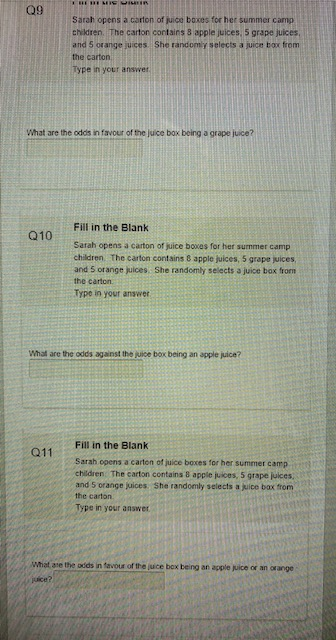 Q9
Sarah opens a carton of juice boxes for her summer camp
children. The carton contains 8 apple juices, 5 grape juices,
and 5 orange juices. She randomly selects a juice box from
the carton.
Type in your answer.
What are the odds in favour of the juice box being a grape juice?
Q10
Fill in the Blank
Sarah opens a carton of juice boxes for her summer camp
children. The carton contains 8 apple juices, 5 grape juices,
and 5 orange juices. She randomly selects a juice box from
the carton.
Type in your answer.
What are the odds against the juice box being an apple juice?
Q11
Fill in the Blank
Sarah opens a carton of juice boxes for her summer camp
children. The carton contains 8 apple juices, 5 grape juices,
and 5 orange juices. She randomly selects a juice box from
the carton.
Type in your answer.
What are the odds in favour of the juice box being an apple juice or an orange
juice?